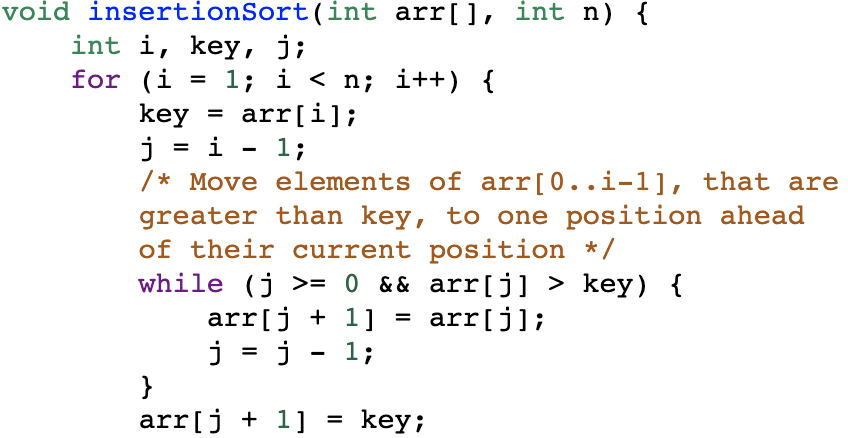 void insertionSort(int arr[], int n) {
    int i, key, j;
    for (i = 1; i < n; i++) {
        key = arr[i];
        j = i - 1;
        /* Move elements of arr[0..i-1], that are
        greater than key, to one position ahead
        of their current position */
        while (j >= 0 && arr[j] > key) {
            arr[j + 1] = arr[j];
            j = j - 1;
        }
        arr[j + 1] = key;